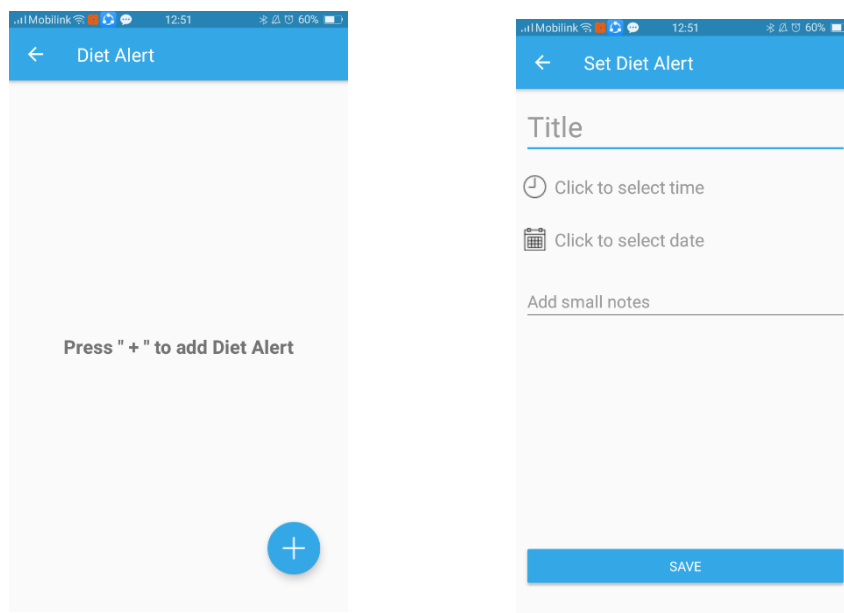 Mobilink 12:51 60%
Diet Alert
Press " + " to add Diet Alert
Mobilink 12:51 60%
Set Diet Alert
Title
Click to select time
Click to select date
Add small notes
SAVE